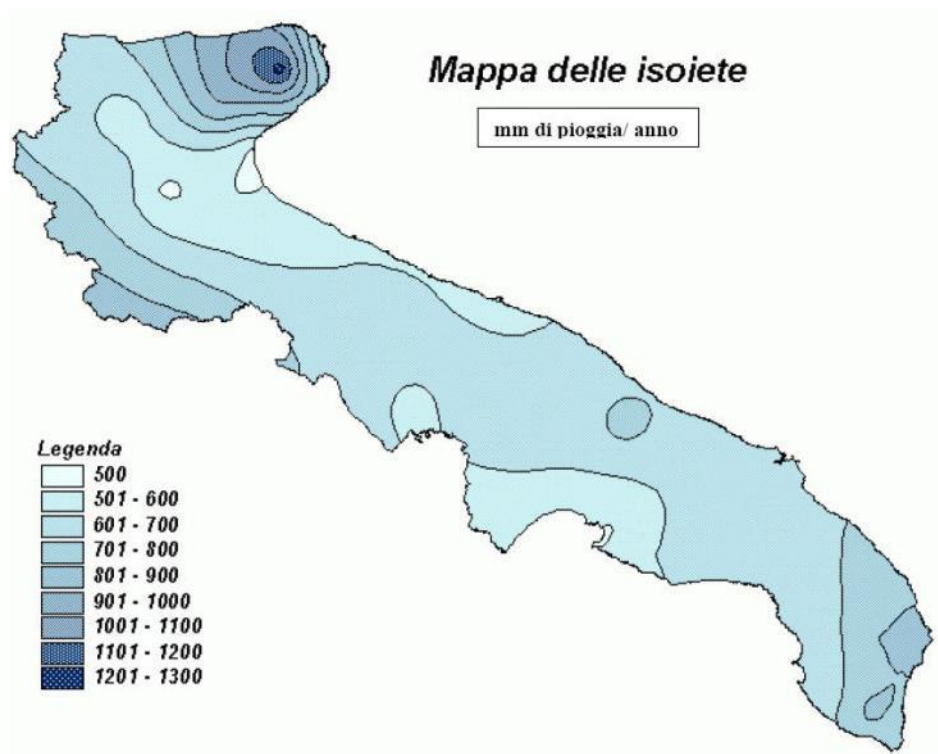 Mappa delle isoiete
mm di pioggia/ anno
Legenda
500
501 - 600
601 - 700
701 - 800
801 - 900
901 - 1000
1001 - 1100
1101 - 1200
1201 - 1300